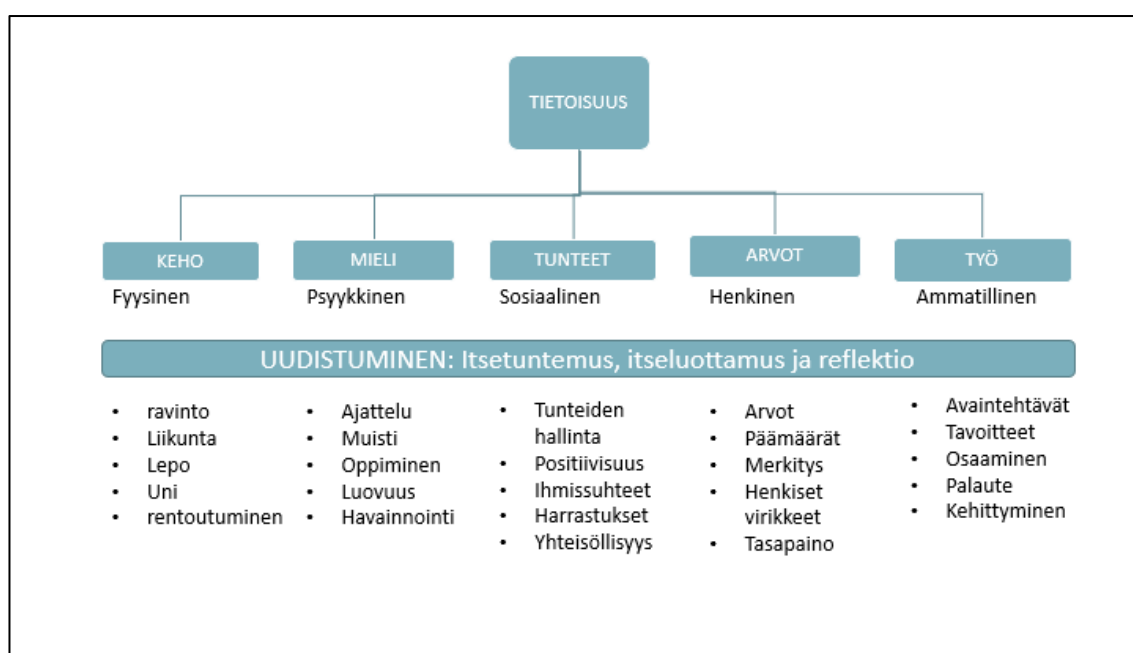 TIETOISUUS
KEHO
MIELI
TUNTEET
ARVOT
TYÖ
Fyysinen
Psyykkinen
Sosiaalinen
Henkinen
Ammatillinen
UUDISTUMINEN: Itsetuntemus, itseluottamus ja reflektio
• ravinto
• Liikunta
• Lepo
• Uni
• rentoutuminen
• Ajattelu
• Muisti
• Oppiminen
• Luovuus
• Havainnointi
• Tunteiden
hallinta
• Positiivisuus
• Ihmissuhteet
• Harrastukset
• Yhteisöllisyys
• Arvot
• Päämäärät
• Merkitys
• Henkiset
virikkeet
• Tasapaino
• Avaintehtävät
• Tavoitteet
• Osaaminen
• Palaute
• Kehittyminen